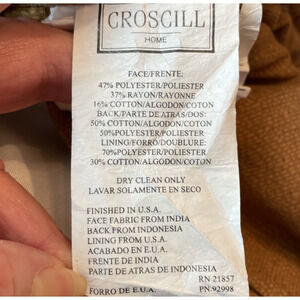 CROSCILL
HOME
FACE/FRENTE:
47% POLYESTER/POLIESTER
37% RAYON/RAYONNE
16% COTTON/ALGODON/COTON
BACK/PARTE DE ATRAS/DOS:
50% COTTON/ALGODON/COTON
50%POLYESTER/POLIESTER
LINING/FORRO/DOUBLURE:
70%POLYESTER/POLIESTER
30% COTTON/ALGODON/COTON
DRY CLEAN ONLY
LAVAR SOLAMENTE EN SECO
FINISHED IN U.S.A.
FACE FABRIC FROM INDIA
BACK FROM INDONESIA
LINING FROM U.S.A.
ACABADO EN E.U.A.
FRENTE DE INDIA
PARTE DE ATRAS DE INDONESIA
FORRO DE E.U.A.
RN 21857
PN.92998